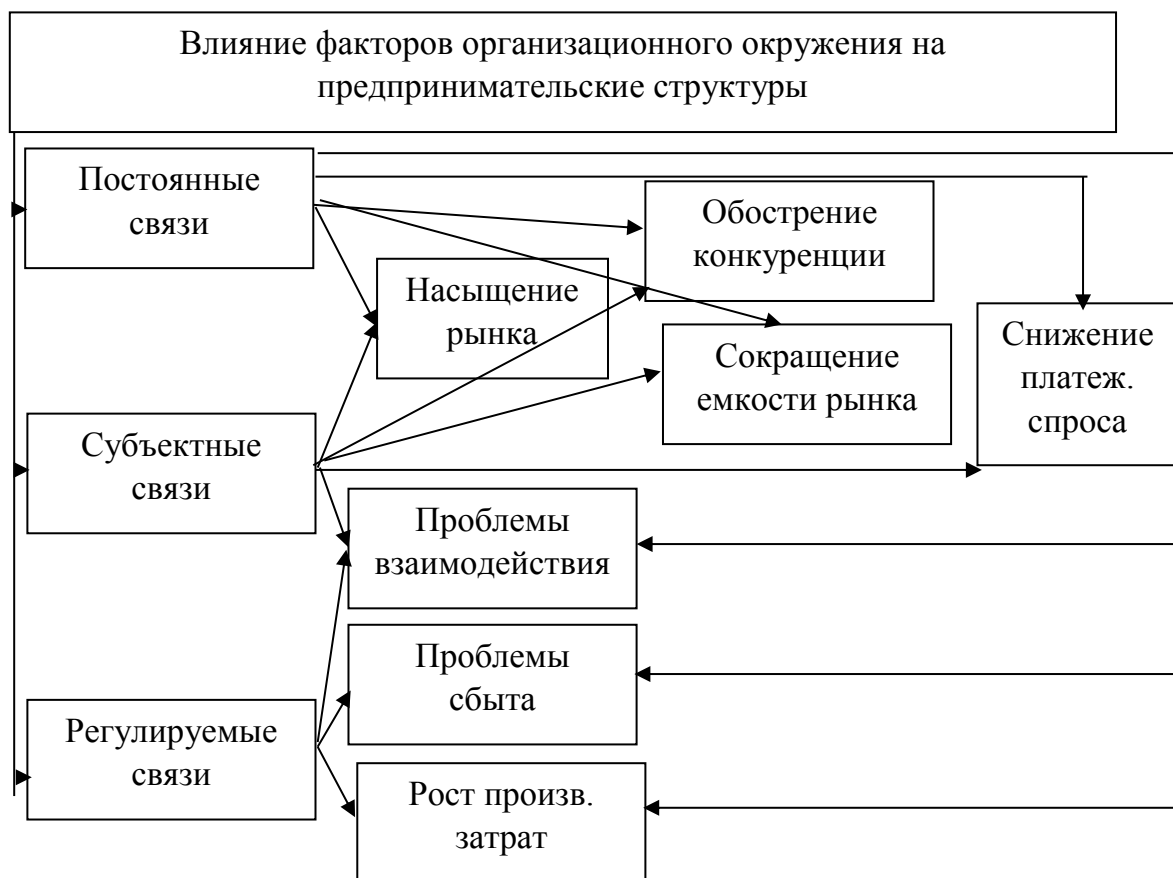 Влияние факторов организационного окружения на
предпринимательские структуры
Постоянные
связи
Обострение
конкуренции
Насыщение
рынка
Снижение
платеж.
спроса
Сокращение
емкости рынка
Субъектные
связи
Проблемы
взаимодействия
Проблемы
сбыта
Регулируемые
связи
Рост произв.
затрат